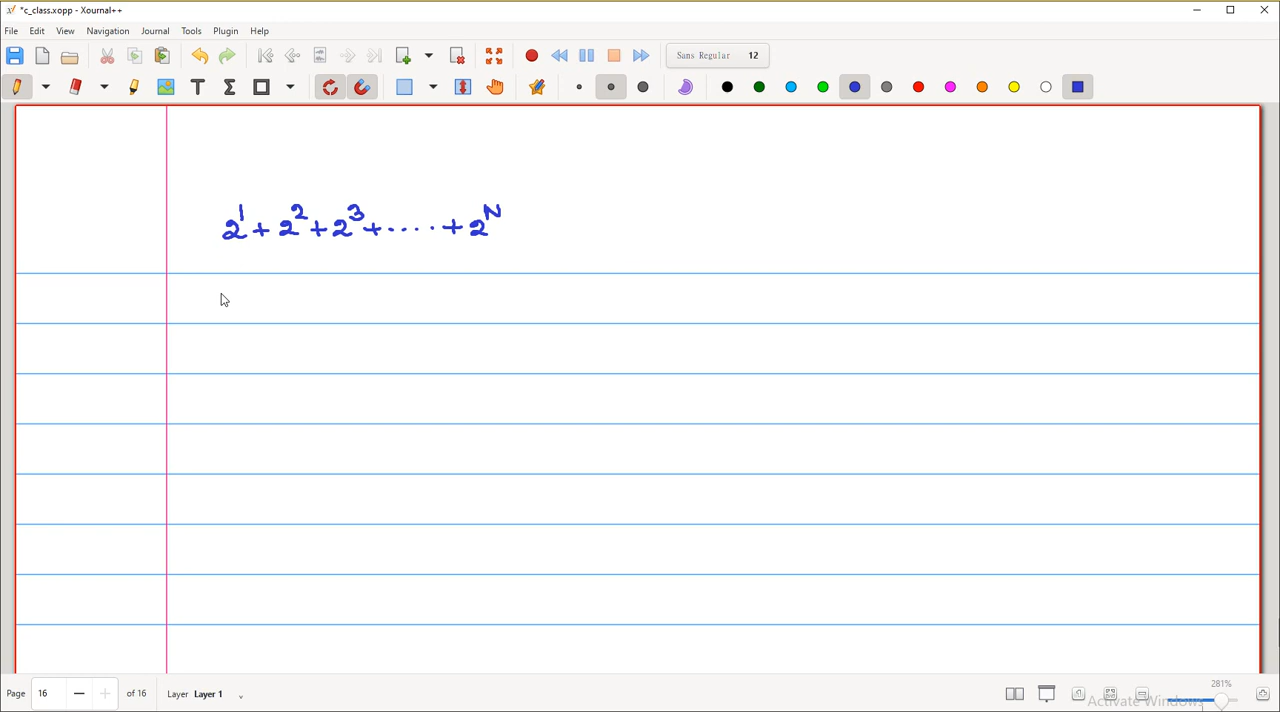 *c_class.xopp - Xournal++
File Edit View Navigation Journal Tools Plugin Help
Sans Regular 12
2¹ + 2² + 2³ + ..... + 2ᴺ
Page 16 of 16 Layer Layer 1 281%
Activate Windows